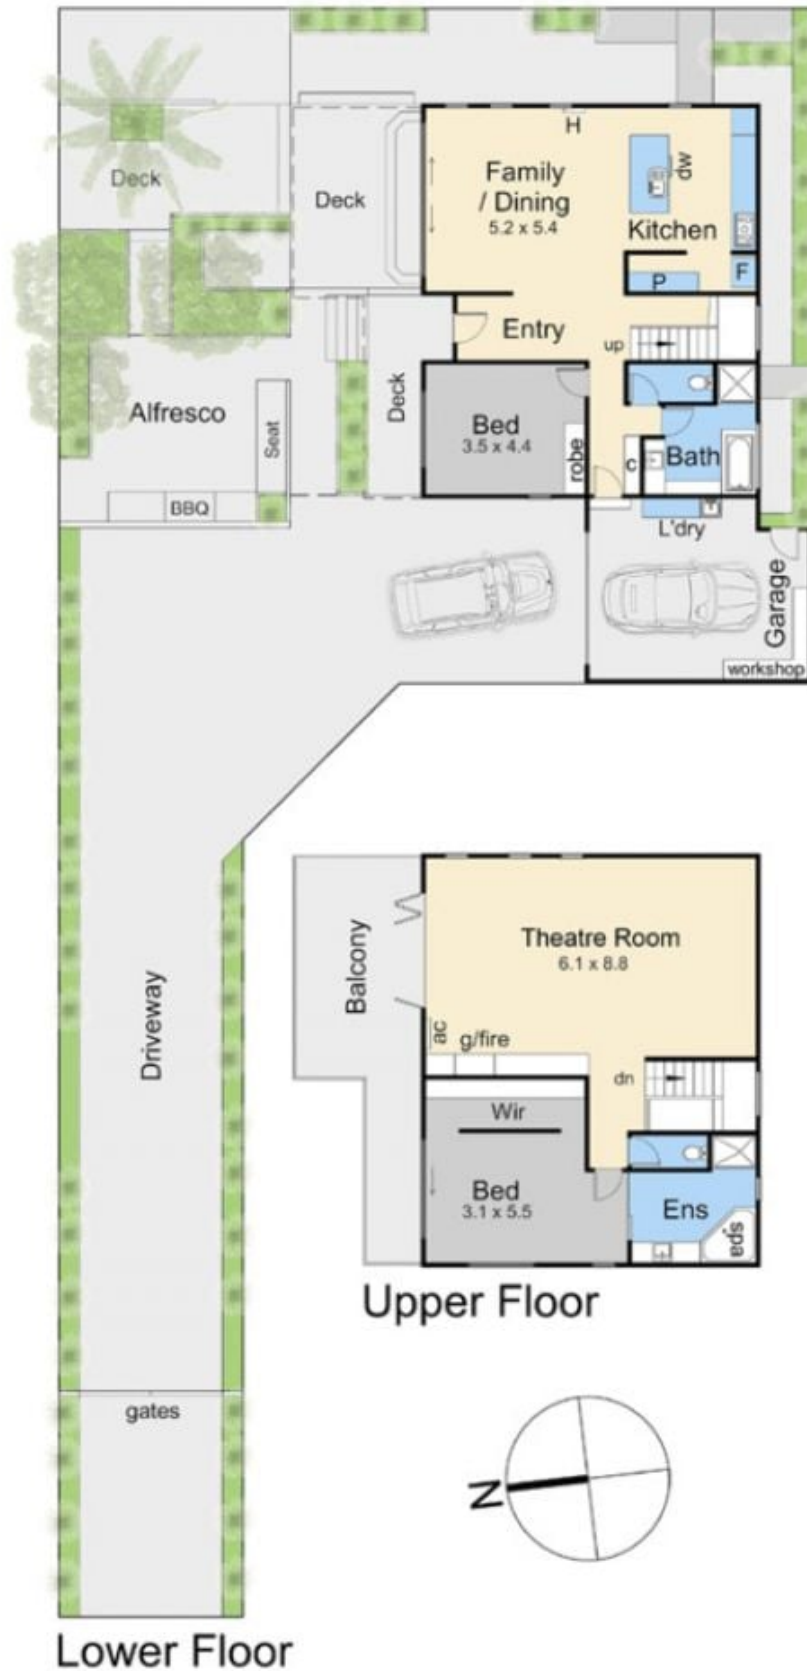 H
Family
/ Dining
5.2 x 5.4
dw
Kitchen
P
F
Deck
Deck
Entry
up
Deck
Alfresco
Seat
BBQ
Bed
3.5 x 4.4
robe
c
Bath
L'dry
Garage
workshop
Driveway
gates
Balcony
Theatre Room
6.1 x 8.8
ac
g/fire
dn
Wir
Bed
3.1 x 5.5
Ens
spa
Upper Floor
N
Lower Floor